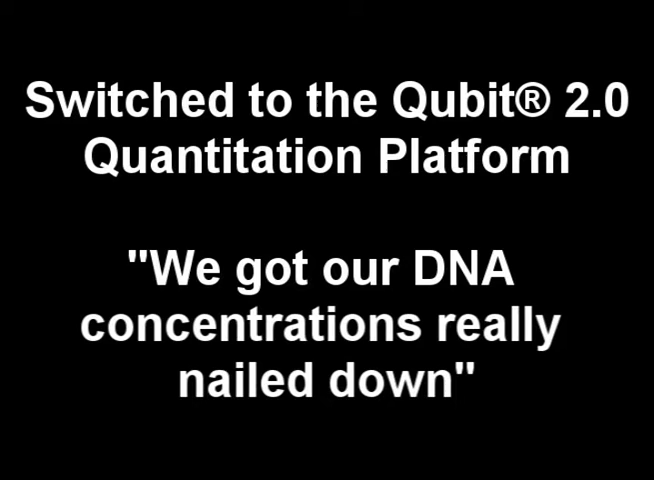 Switched to the Qubit® 2.0
Quantitation Platform
"We got our DNA
concentrations really
nailed down"